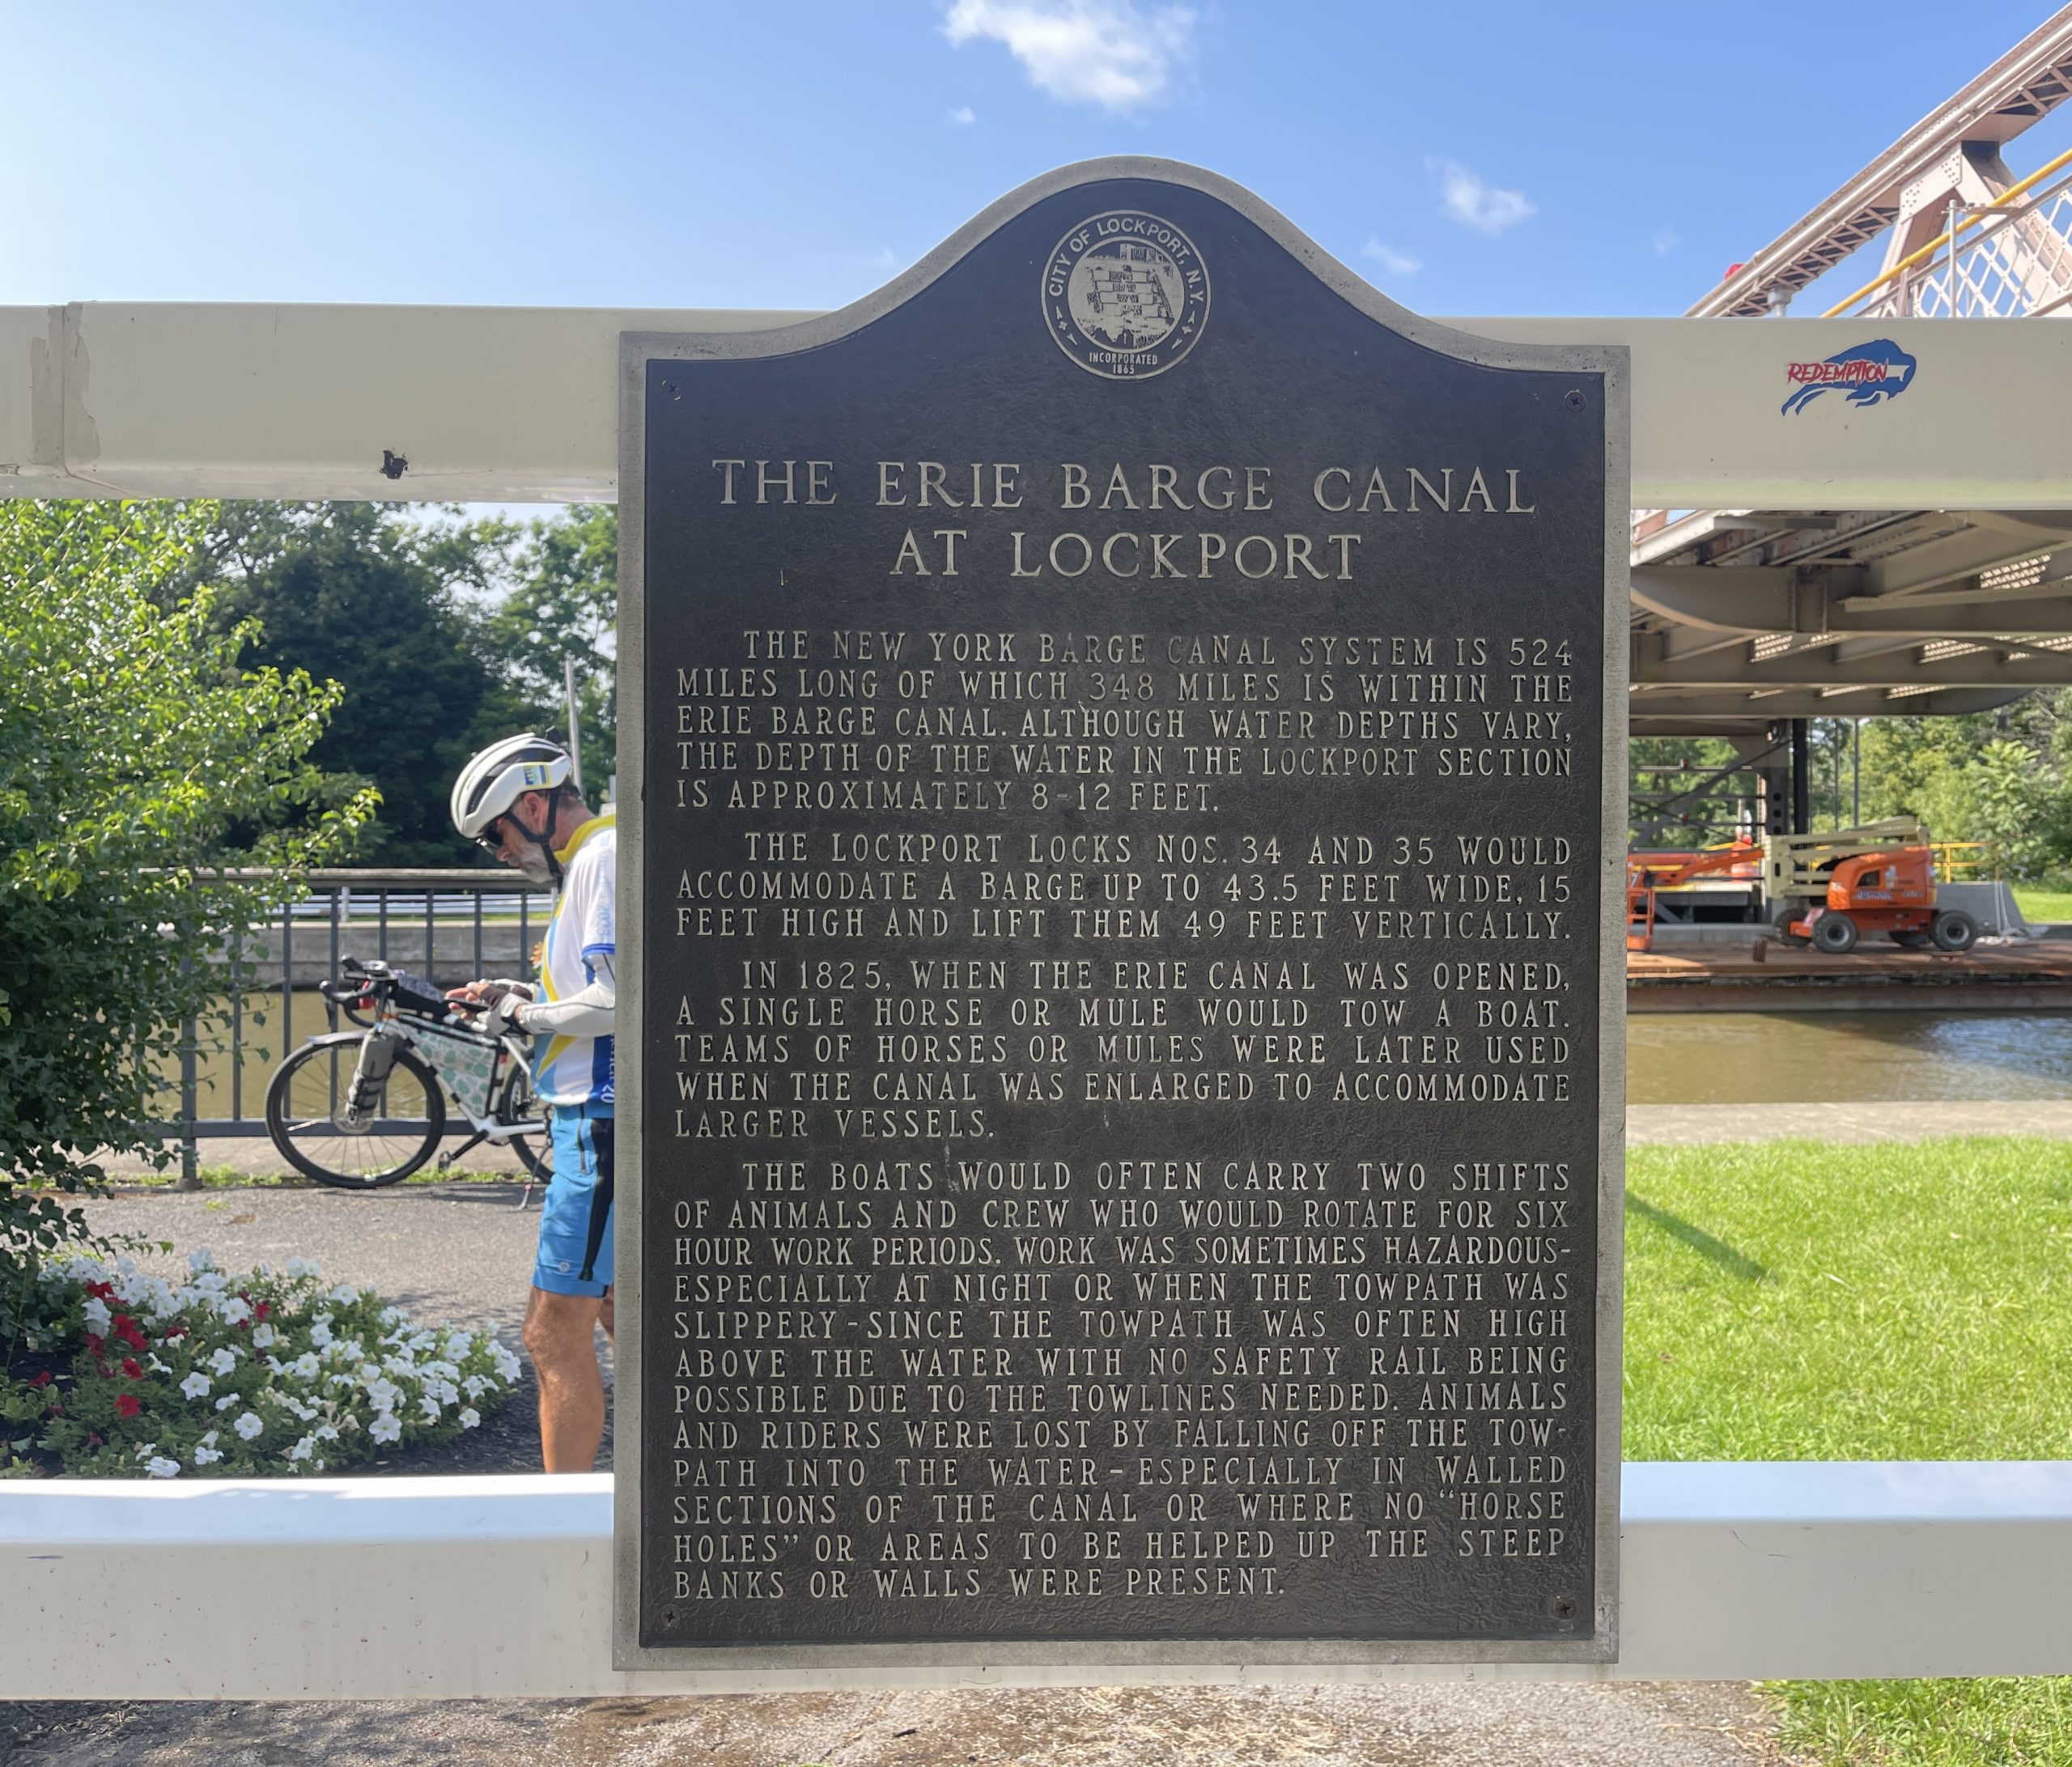 CITY OF LOCKPORT, N.Y.
INCORPORATED
1865
REDEMPTION
THE ERIE BARGE CANAL
AT LOCKPORT
THE NEW YORK BARGE CANAL SYSTEM IS 524
MILES LONG OF WHICH 348 MILES IS WITHIN THE
ERIE BARGE CANAL. ALTHOUGH WATER DEPTHS VARY,
THE DEPTH OF THE WATER IN THE LOCKPORT SECTION
IS APPROXIMATELY 8-12 FEET.
THE LOCKPORT LOCKS NOS. 34 AND 35 WOULD
ACCOMMODATE A BARGE UP TO 43.5 FEET WIDE, 15
FEET HIGH AND LIFT THEM 49 FEET VERTICALLY.
IN 1825, WHEN THE ERIE CANAL WAS OPENED,
A SINGLE HORSE OR MULE WOULD TOW A BOAT.
TEAMS OF HORSES OR MULES WERE LATER USED
WHEN THE CANAL WAS ENLARGED TO ACCOMMODATE
LARGER VESSELS.
THE BOATS WOULD OFTEN CARRY TWO SHIFTS
OF ANIMALS AND CREW WHO WOULD ROTATE FOR SIX
HOUR WORK PERIODS. WORK WAS SOMETIMES HAZARDOUS-
ESPECIALLY AT NIGHT OR WHEN THE TOWPATH WAS
SLIPPERY-SINCE THE TOWPATH WAS OFTEN HIGH
ABOVE THE WATER WITH NO SAFETY RAIL BEING
POSSIBLE DUE TO THE TOWLINES NEEDED. ANIMALS
AND RIDERS WERE LOST BY FALLING OFF THE TOW-
PATH INTO THE WATER-ESPECIALLY IN WALLED
SECTIONS OF THE CANAL OR WHERE NO "HORSE
HOLES" OR AREAS TO BE HELPED UP THE STEEP
BANKS OR WALLS WERE PRESENT.